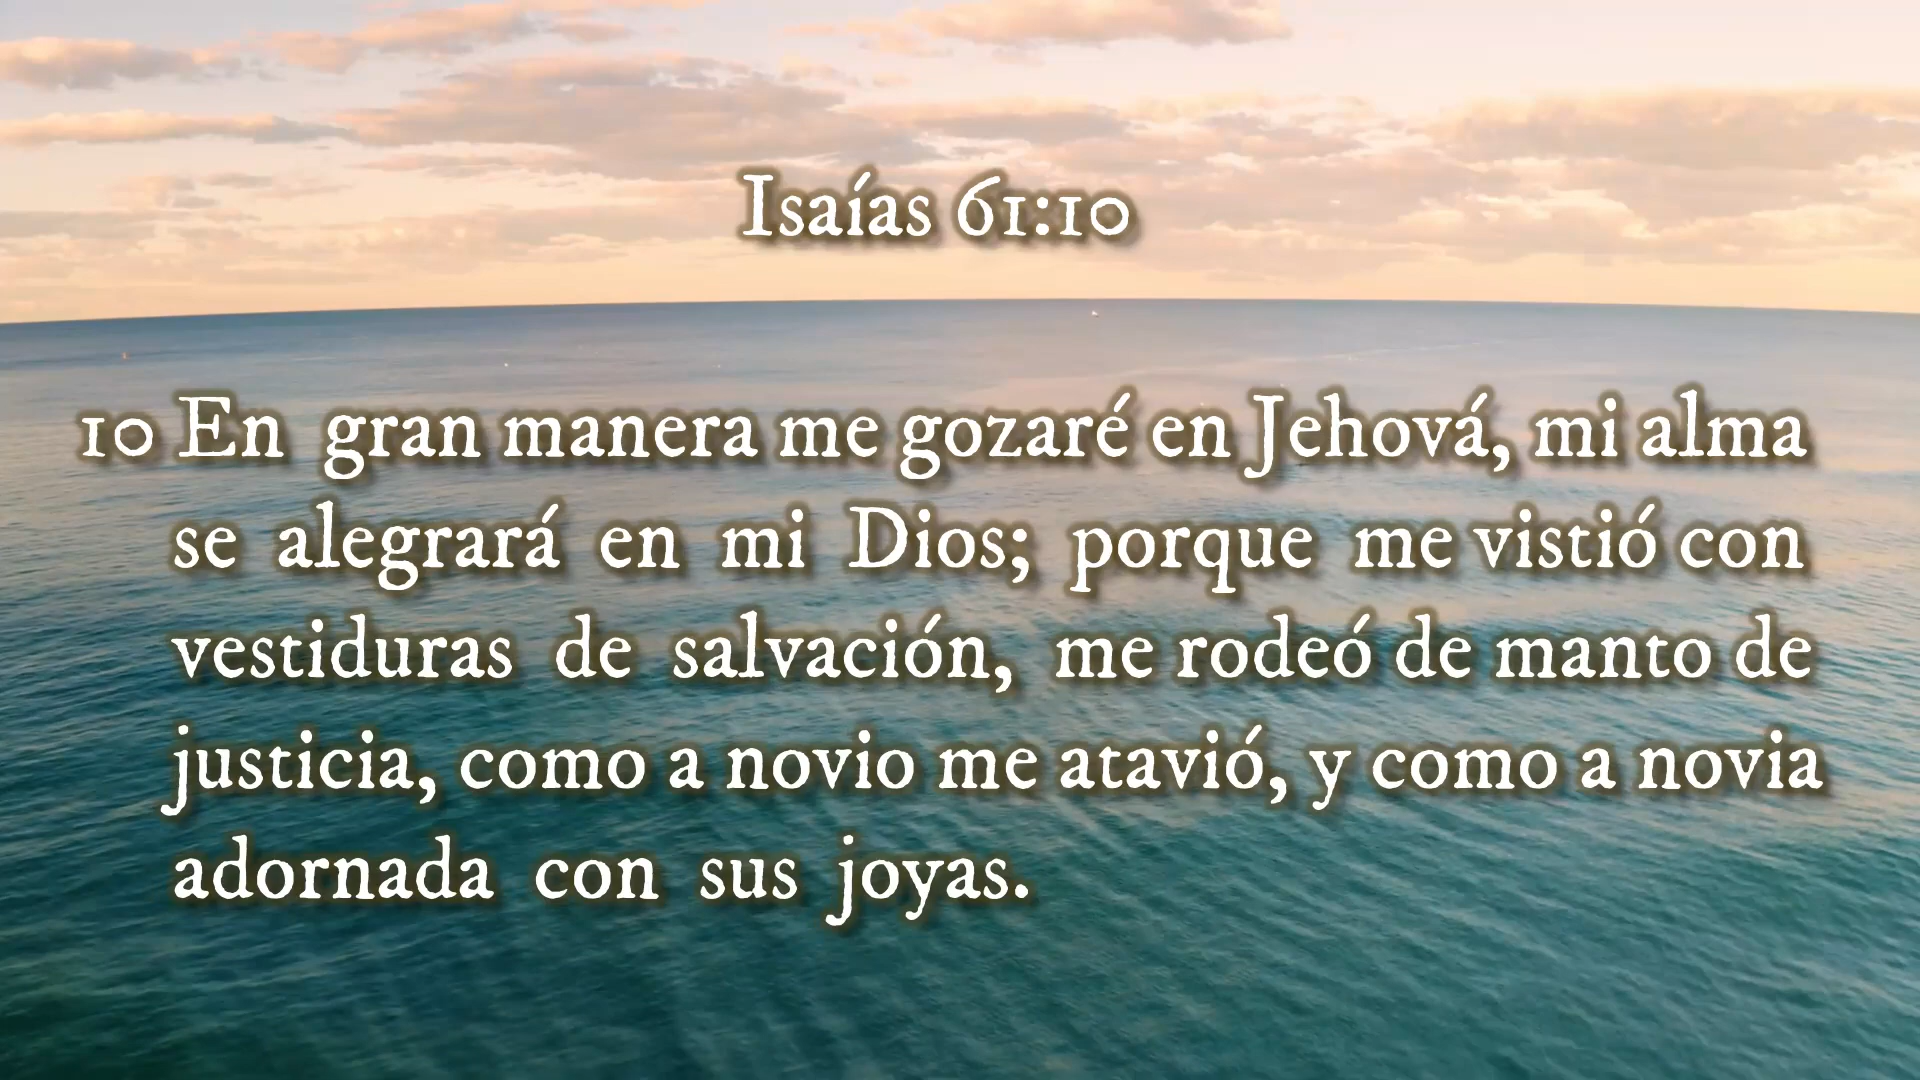 Isaías 61:10
10 En gran manera me gozaré en Jehová, mi alma
se alegrará en mi Dios; porque me vistió con
vestiduras de salvación, me rodeó de manto de
justicia, como a novio me atavió, y como a novia
adornada con sus joyas.